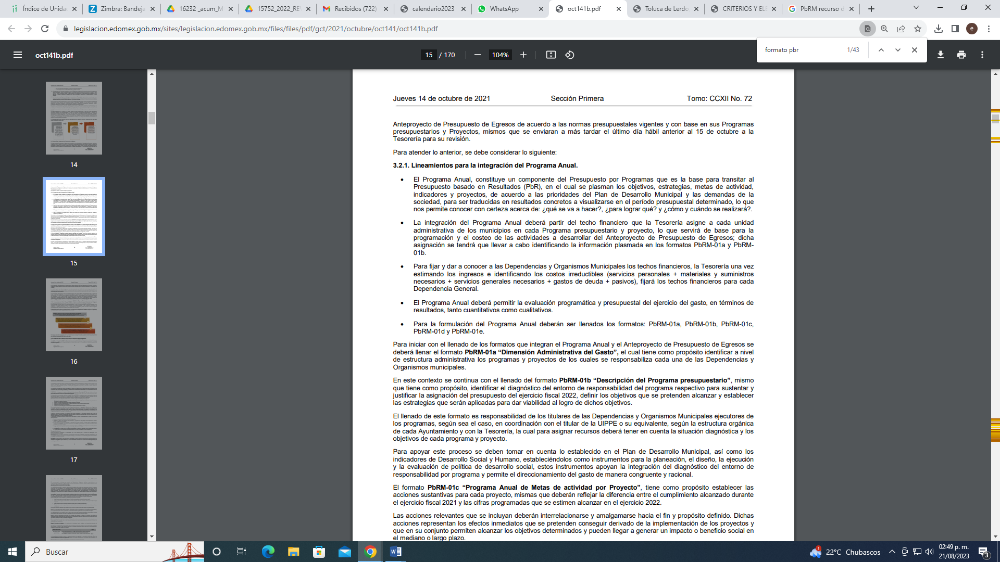 Índice de Unida
Zimbra: Bandeja
16232 _acum_M
15752_2022_RE
Recibidos (722)
calendario2023
WhatsApp
oct141b.pdf
Toluca de Lerdo
CRITERIOS Y ELE
PbRM recurso d
legislacion.edomex.gob.mx/sites/legislacion.edomex.gob.mx/files/files/pdf/gct/2021/octubre/oct141/oct141b.pdf
e
formato pbr 1/43
oct141b.pdf
15 / 170
104%
14
15
16
17
Jueves 14 de octubre de 2021 Sección Primera Tomo: CCXII No. 72
Anteproyecto de Presupuesto de Egresos de acuerdo a las normas presupuestales vigentes y con base en sus Programas
presupuestarios y Proyectos, mismos que se enviaran a más tardar el último día hábil anterior al 15 de octubre a la
Tesorería para su revisión.
Para atender lo anterior, se debe considerar lo siguiente:
3.2.1. Lineamientos para la integración del Programa Anual.
• El Programa Anual, constituye un componente del Presupuesto por Programas que es la base para transitar al
Presupuesto basado en Resultados (PbR), en el cual se plasman los objetivos, estrategias, metas de actividad,
indicadores y proyectos, de acuerdo a las prioridades del Plan de Desarrollo Municipal y las demandas de la
sociedad, para ser traducidas en resultados concretos a visualizarse en el período presupuestal determinado, lo que
nos permite conocer con certeza acerca de: ¿qué se va a hacer?, ¿para lograr qué? y ¿cómo y cuándo se realizará?.
• La integración del Programa Anual deberá partir del techo financiero que la Tesorería asigne a cada unidad
administrativa de los municipios en cada Programa presupuestario y proyecto, lo que servirá de base para la
programación y el costeo de las actividades a desarrollar del Anteproyecto de Presupuesto de Egresos; dicha
asignación se tendrá que llevar a cabo identificando la información plasmada en los formatos PbRM-01a y PbRM-
01b.
• Para fijar y dar a conocer a las Dependencias y Organismos Municipales los techos financieros, la Tesorería una vez
estimando los ingresos e identificando los costos irreductibles (servicios personales + materiales y suministros
necesarios + servicios generales necesarios + gastos de deuda + pasivos), fijará los techos financieros para cada
Dependencia General.
• El Programa Anual deberá permitir la evaluación programática y presupuestal del ejercicio del gasto, en términos de
resultados, tanto cuantitativos como cualitativos.
• Para la formulación del Programa Anual deberán ser llenados los formatos: PbRM-01a, PbRM-01b, PbRM-01c,
PbRM-01d y PbRM-01e.
Para iniciar con el llenado de los formatos que integran el Programa Anual y el Anteproyecto de Presupuesto de Egresos se
deberá llenar el formato PbRM-01a “Dimensión Administrativa del Gasto”, el cual tiene como propósito identificar a nivel
de estructura administrativa los programas y proyectos de los cuales se responsabiliza cada una de las Dependencias y
Organismos municipales.
En este contexto se continua con el llenado del formato PbRM-01b “Descripción del Programa presupuestario”, mismo
que tiene como propósito, identificar el diagnóstico del entorno de responsabilidad del programa respectivo para sustentar y
justificar la asignación del presupuesto del ejercicio fiscal 2022, definir los objetivos que se pretenden alcanzar y establecer
las estrategias que serán aplicadas para dar viabilidad al logro de dichos objetivos.
El llenado de este formato es responsabilidad de los titulares de las Dependencias y Organismos Municipales ejecutores de
los programas, según sea el caso, en coordinación con el titular de la UIPPE o su equivalente, según la estructura orgánica
de cada Ayuntamiento y con la Tesorería, la cual para asignar recursos deberá tener en cuenta la situación diagnóstica y los
objetivos de cada programa y proyecto.
Para apoyar este proceso se deben tomar en cuenta lo establecido en el Plan de Desarrollo Municipal, así como los
indicadores de Desarrollo Social y Humano, estableciéndolos como instrumentos para la planeación, el diseño, la ejecución
y la evaluación de política de desarrollo social, estos instrumentos apoyan la integración del diagnóstico del entorno de
responsabilidad por programa y permite el direccionamiento del gasto de manera congruente y racional.
El formato PbRM-01c “Programa Anual de Metas de actividad por Proyecto”, tiene como propósito establecer las
acciones sustantivas para cada proyecto, mismas que deberán reflejar la diferencia entre el cumplimiento alcanzado durante
el ejercicio fiscal 2021 y las cifras programadas que se estimen alcanzar en el ejercicio 2022.
Las acciones relevantes que se incluyan deberán interrelacionarse y amalgamarse hacia el fin y propósito definido. Dichas
acciones representan los efectos inmediatos que se pretenden conseguir derivado de la implementación de los proyectos y
que en su conjunto permiten alcanzar los objetivos determinados y pueden llegar a generar un impacto o beneficio social en
el mediano o largo plazo.
Buscar
1
22°C Chubascos
02:49 p. m.
21/08/2023
3